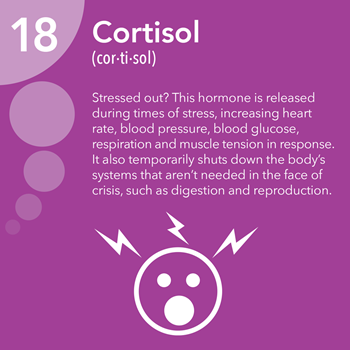 18
Cortisol
(cor·ti·sol)
Stressed out? This hormone is released
during times of stress, increasing heart
rate, blood pressure, blood glucose,
respiration and muscle tension in response.
It also temporarily shuts down the body's
systems that aren't needed in the face of
crisis, such as digestion and reproduction.